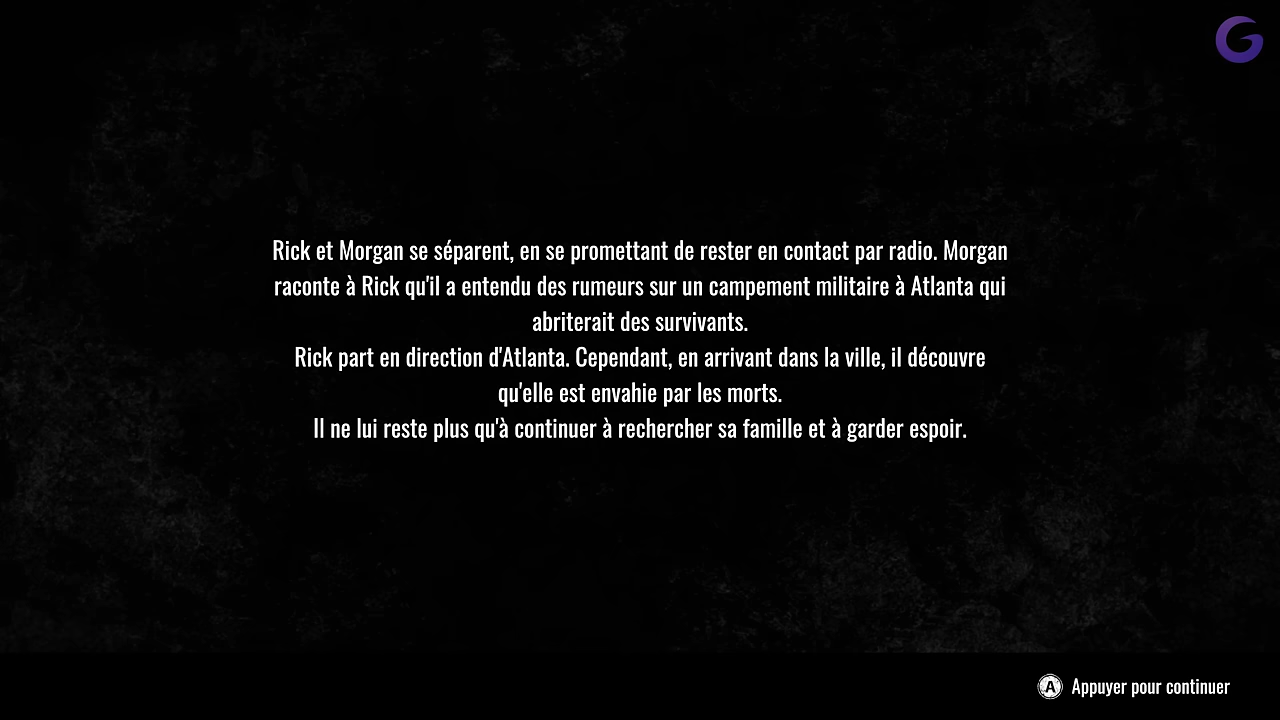 Rick et Morgan se séparent, en se promettant de rester en contact par radio. Morgan
raconte à Rick qu'il a entendu des rumeurs sur un campement militaire à Atlanta qui
abriterait des survivants.
Rick part en direction d'Atlanta. Cependant, en arrivant dans la ville, il découvre
qu'elle est envahie par les morts.
Il ne lui reste plus qu'à continuer à rechercher sa famille et à garder espoir.
A Appuyer pour continuer